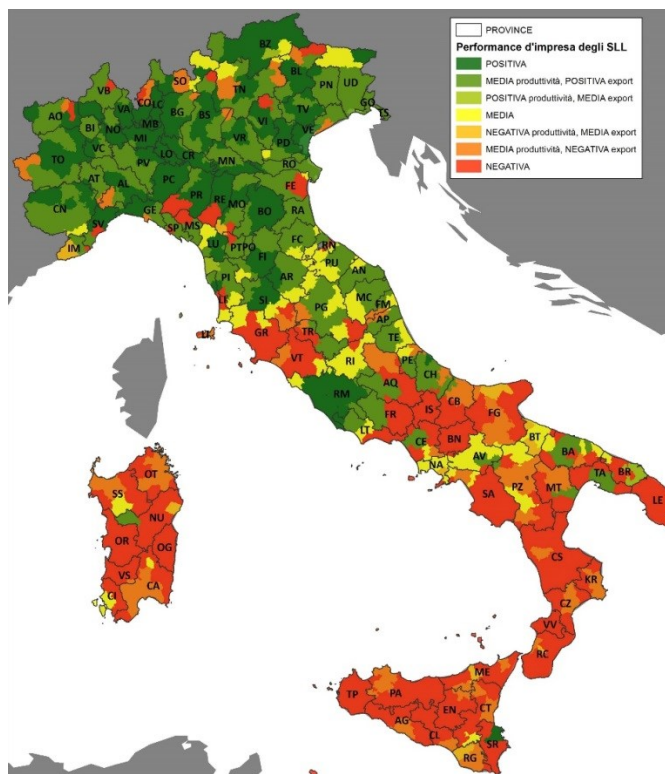 PROVINCE
Performance d'impresa degli SLL
POSITIVA
MEDIA produttività, POSITIVA export
POSITIVA produttività, MEDIA export
MEDIA
NEGATIVA produttività, MEDIA export
MEDIA produttività, NEGATIVA export
NEGATIVA
BZ
SO
BL
VB
TN
PN
UD
AO
VA
CO
LC
BG
BS
GO
TS
BI
NO
MB
VI
TV
VE
MI
VR
PD
TO
VC
LO
CR
MN
RO
PV
AT
AL
PC
PR
RE
MO
FE
CN
GE
BO
RA
SV
SP
MS
IM
LU
PT
PO
FC
RN
FI
PU
AN
PI
AR
LI
SI
PG
MC
FM
AP
LI
GR
TR
TE
VT
RI
PE
RM
AQ
CH
FR
IS
CB
FG
LT
CE
BN
BT
NA
AV
BA
SA
PZ
MT
TA
BR
LE
OT
SS
NU
OR
OG
VS
CI
CA
CS
KR
CZ
VV
RC
ME
TP
PA
EN
CT
AG
CL
SR
RG